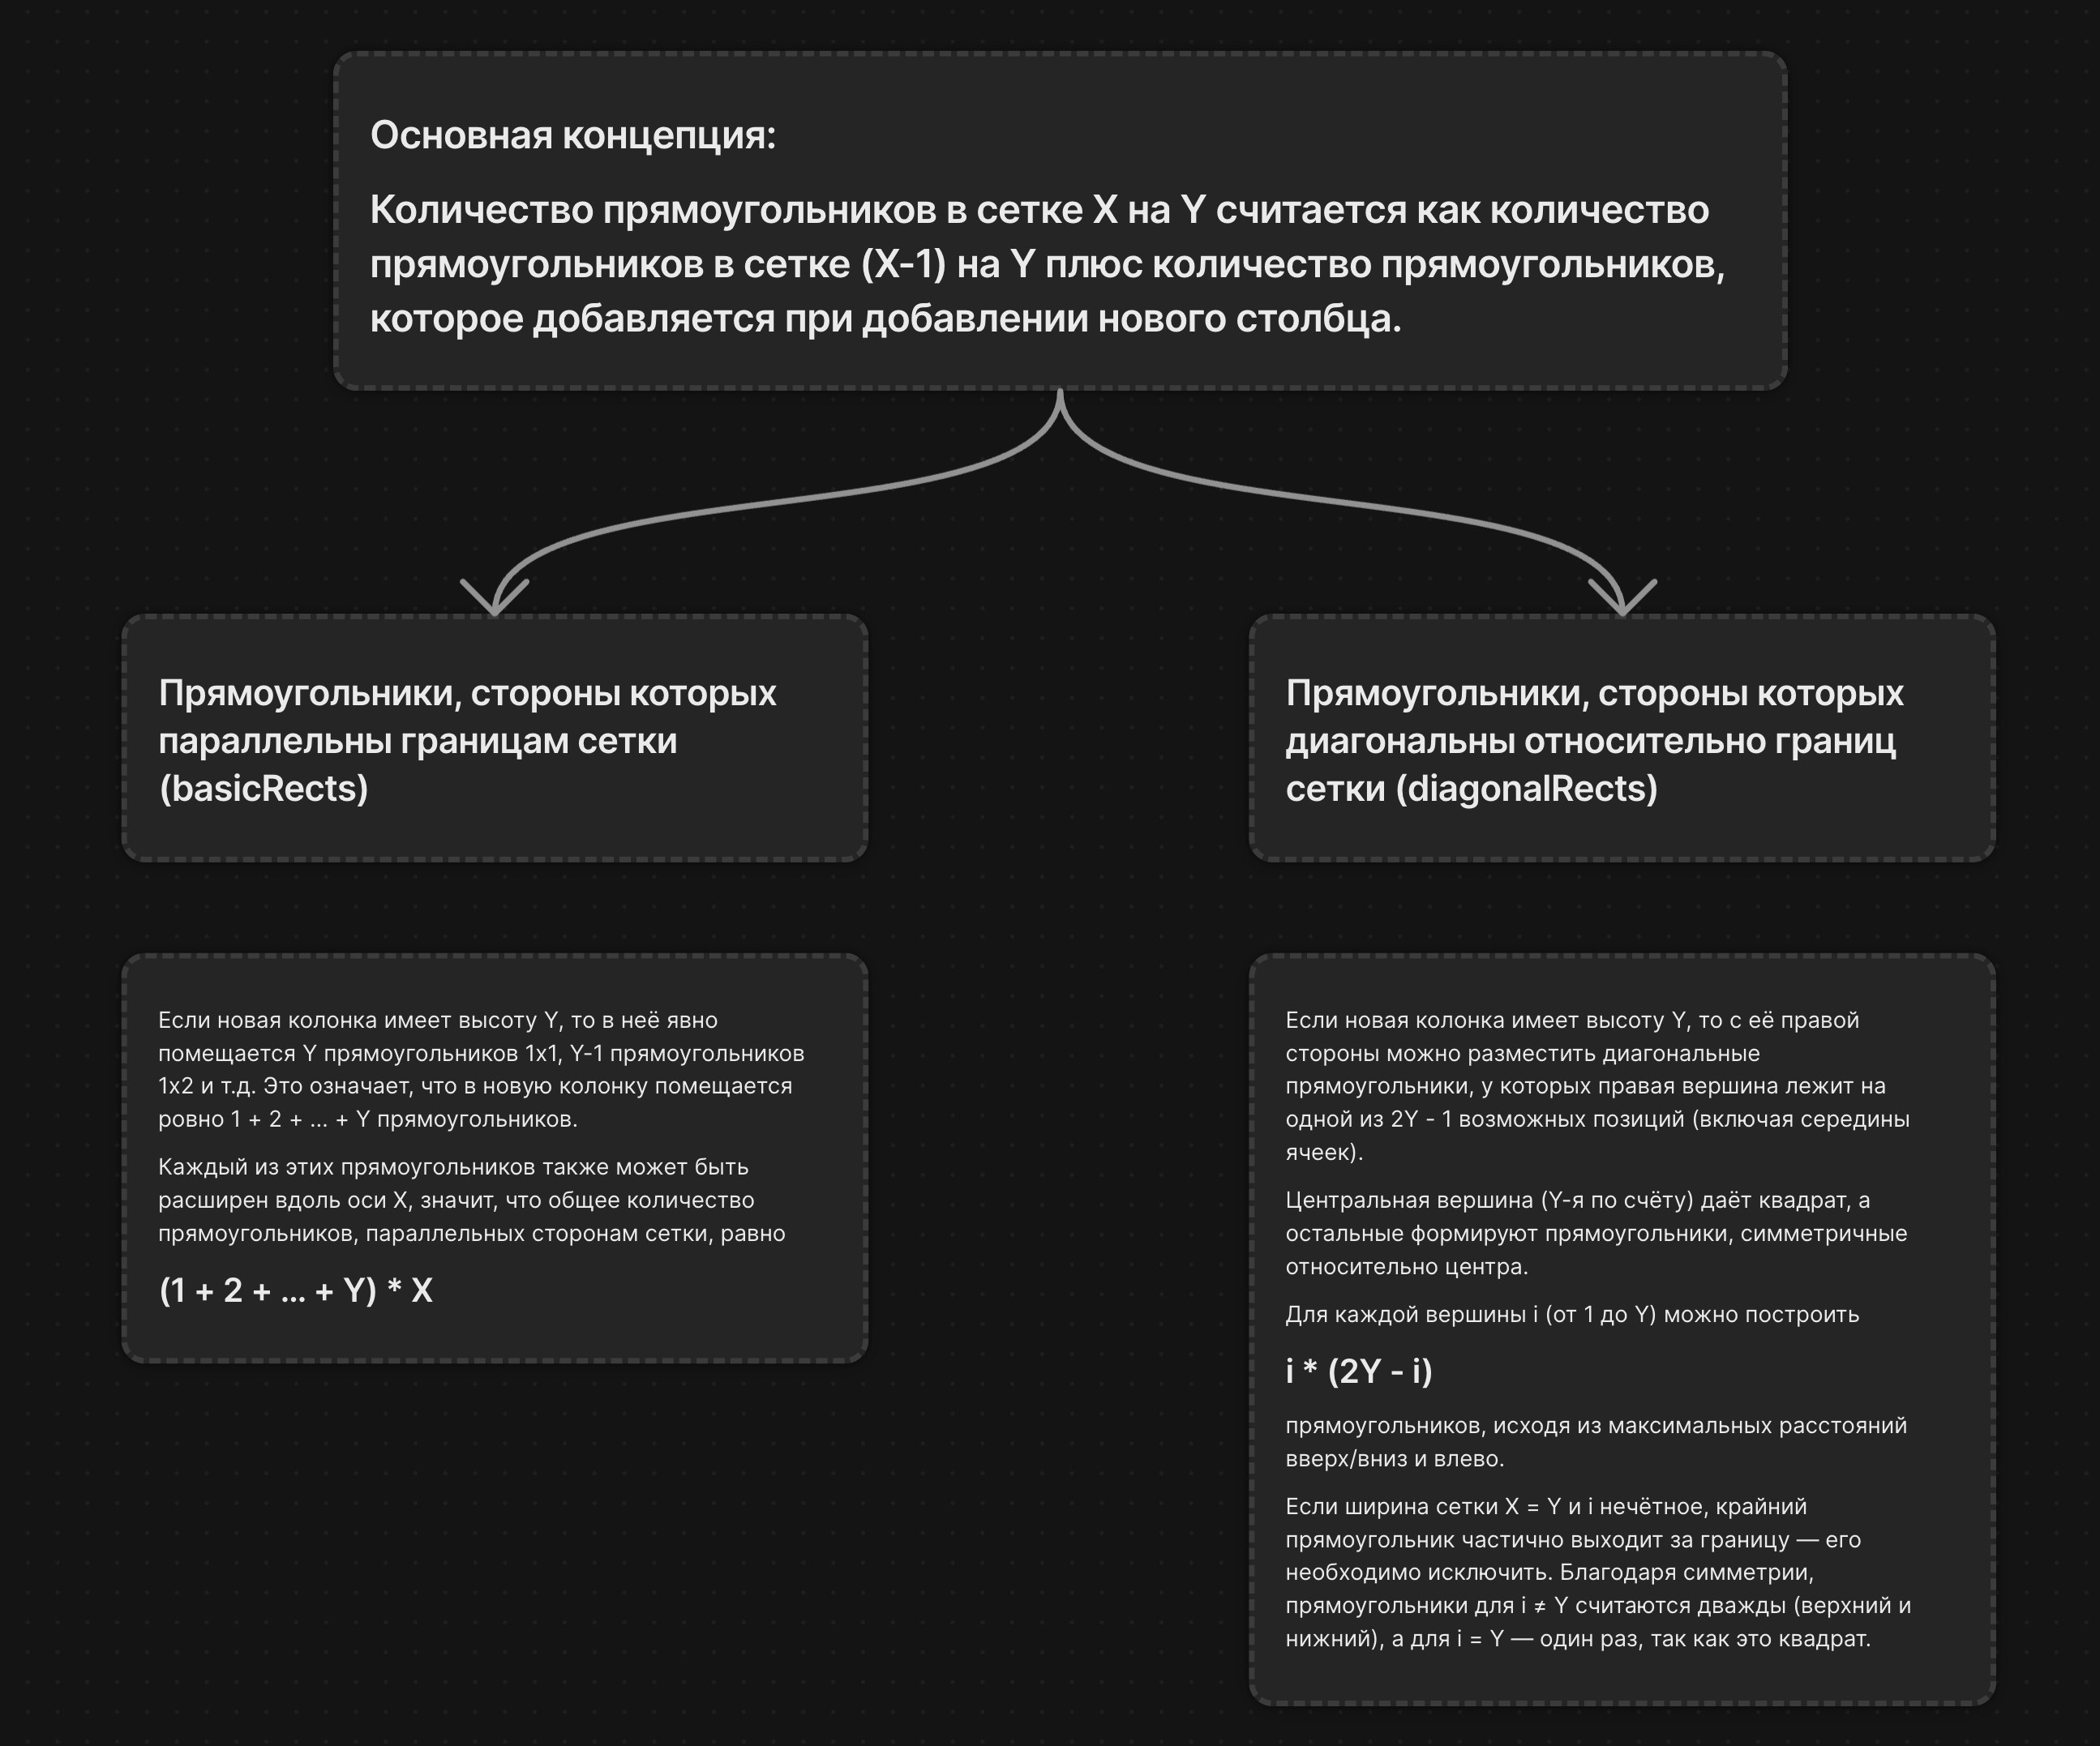 Основная концепция:
Количество прямоугольников в сетке X на Y считается как количество
прямоугольников в сетке (X-1) на Y плюс количество прямоугольников,
которое добавляется при добавлении нового столбца.
Прямоугольники, стороны которых
параллельны границам сетки
(basicRects)
Прямоугольники, стороны которых
диагональны относительно границ
сетки (diagonalRects)
Если новая колонка имеет высоту Y, то в неё явно
помещается Y прямоугольников 1x1, Y-1 прямоугольников
1x2 и т.д. Это означает, что в новую колонку помещается
ровно 1 + 2 + ... + Y прямоугольников.
Каждый из этих прямоугольников также может быть
расширен вдоль оси X, значит, что общее количество
прямоугольников, параллельных сторонам сетки, равно
(1 + 2 + ... + Y) * X
Если новая колонка имеет высоту Y, то с её правой
стороны можно разместить диагональные
прямоугольники, у которых правая вершина лежит на
одной из 2Y - 1 возможных позиций (включая середины
ячеек).
Центральная вершина (Y-я по счёту) даёт квадрат, а
остальные формируют прямоугольники, симметричные
относительно центра.
Для каждой вершины i (от 1 до Y) можно построить
i * (2Y - i)
прямоугольников, исходя из максимальных расстояний
вверх/вниз и влево.
Если ширина сетки X = Y и i нечётное, крайний
прямоугольник частично выходит за границу — его
необходимо исключить. Благодаря симметрии,
прямоугольники для i ≠ Y считаются дважды (верхний и
нижний), а для i = Y — один раз, так как это квадрат.